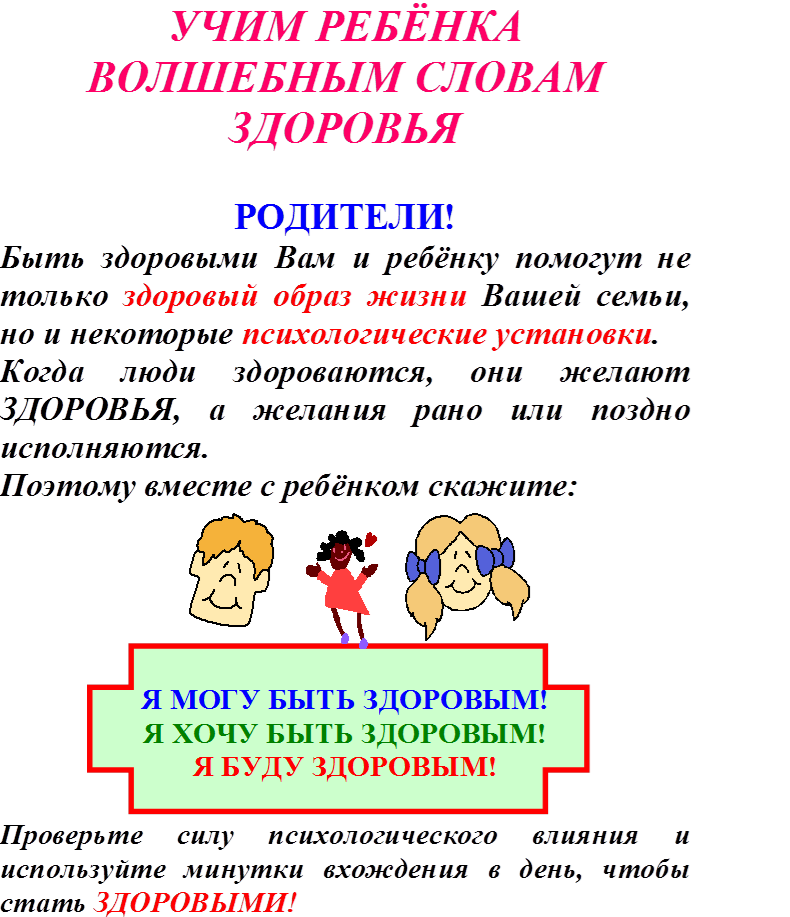 УЧИМ РЕБЁНКА
ВОЛШЕБНЫМ СЛОВАМ
ЗДОРОВЬЯ
РОДИТЕЛИ!
Быть здоровыми Вам и ребёнку помогут не
только здоровый образ жизни Вашей семьи,
но и некоторые психологические установки.
Когда люди здороваются, они желают
ЗДОРОВЬЯ, а желания рано или поздно
исполняются.
Поэтому вместе с ребёнком скажите:
Я МОГУ БЫТЬ ЗДОРОВЫМ!
Я ХОЧУ БЫТЬ ЗДОРОВЫМ!
Я БУДУ ЗДОРОВЫМ!
Проверьте силу психологического влияния и
используйте минутки вхождения в день, чтобы
стать ЗДОРОВЫМИ!